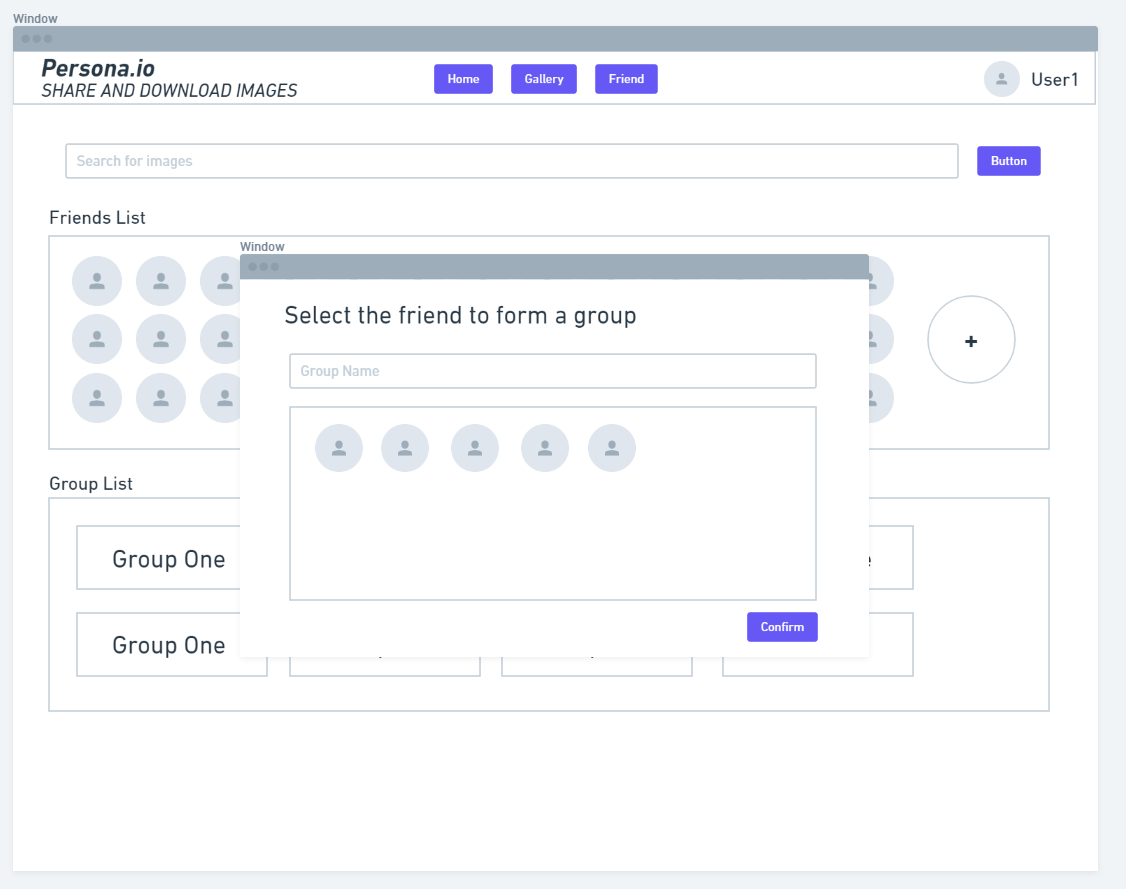 Window
Persona.io
SHARE AND DOWNLOAD IMAGES
Home
Gallery
Friend
User1
Search for images
Button
Friends List
Window
Select the friend to form a group
+
Group Name
Group List
Group One
Group One
Confirm